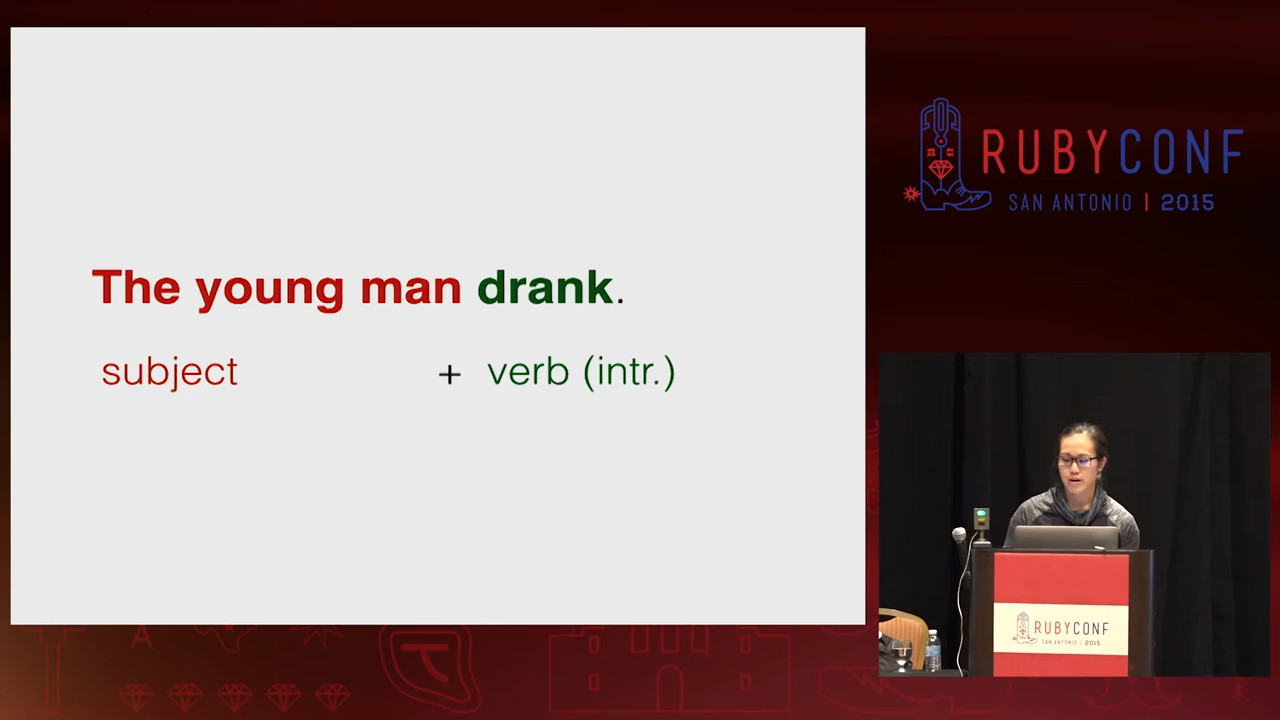 The young man drank.
subject + verb (intr.)
RUBYCONF
SAN ANTONIO | 2015
RUBYCONF
SAN ANTONIO | 2015